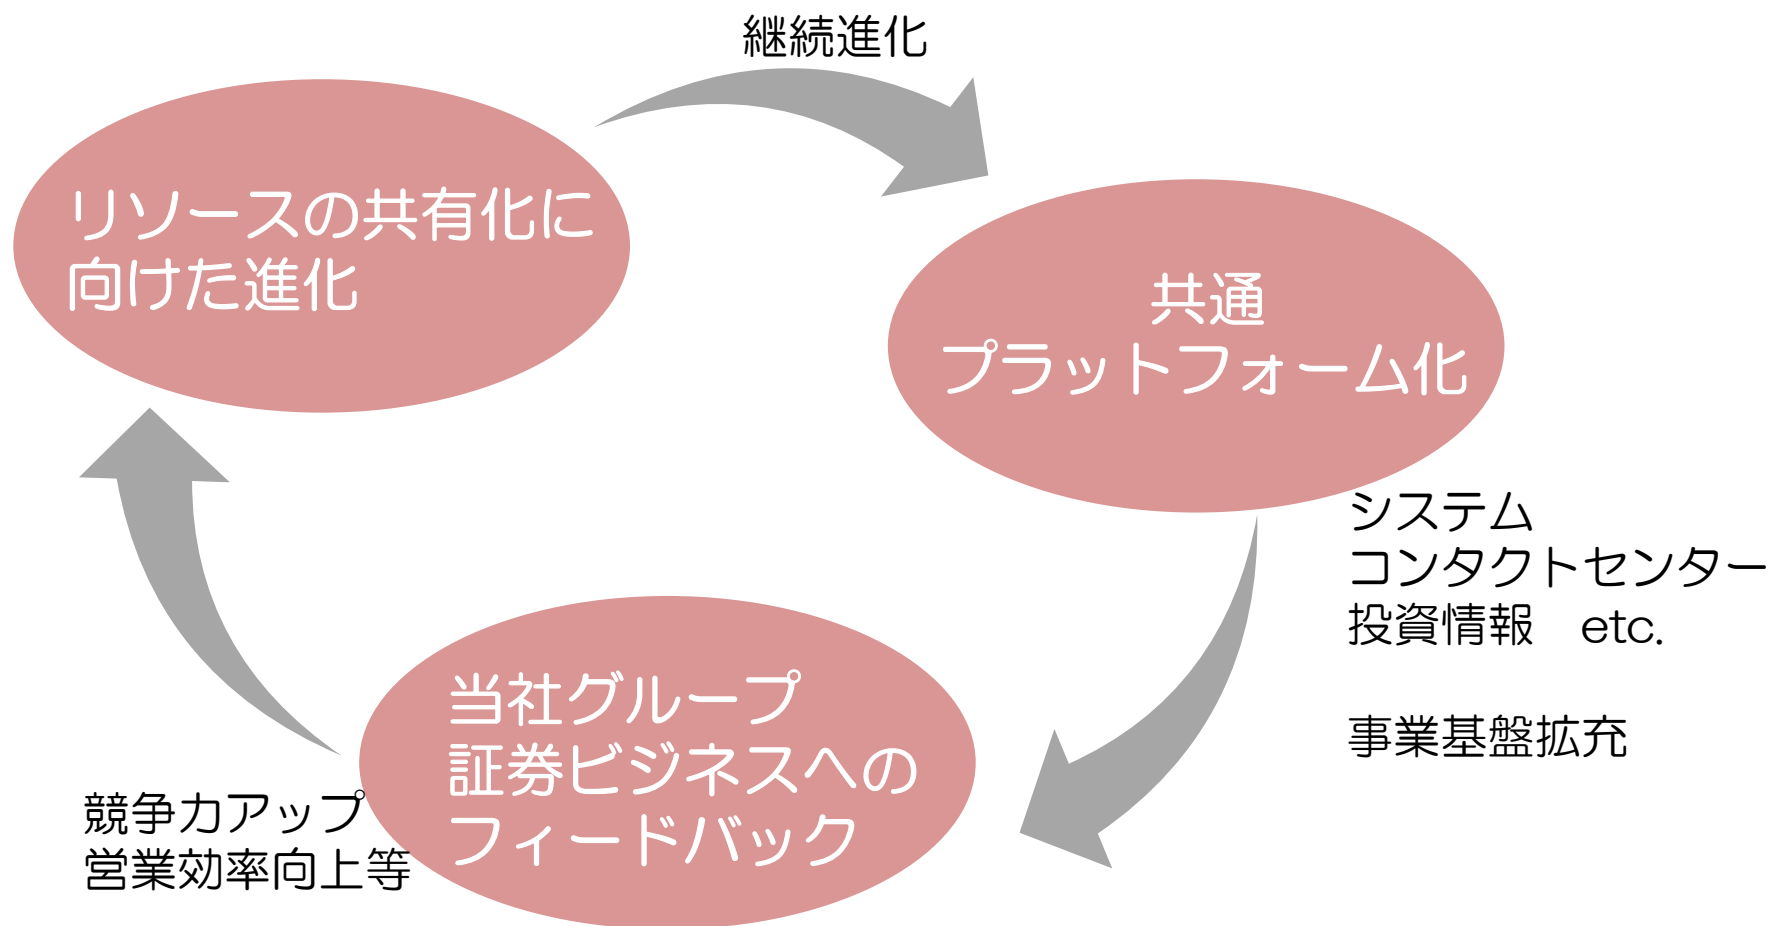 継続進化
リソースの共有化に
向けた進化
共通
プラットフォーム化
システム
コンタクトセンター
投資情報　etc.
事業基盤拡充
当社グループ
証券ビジネスへの
フィードバック
競争力アップ
営業効率向上等